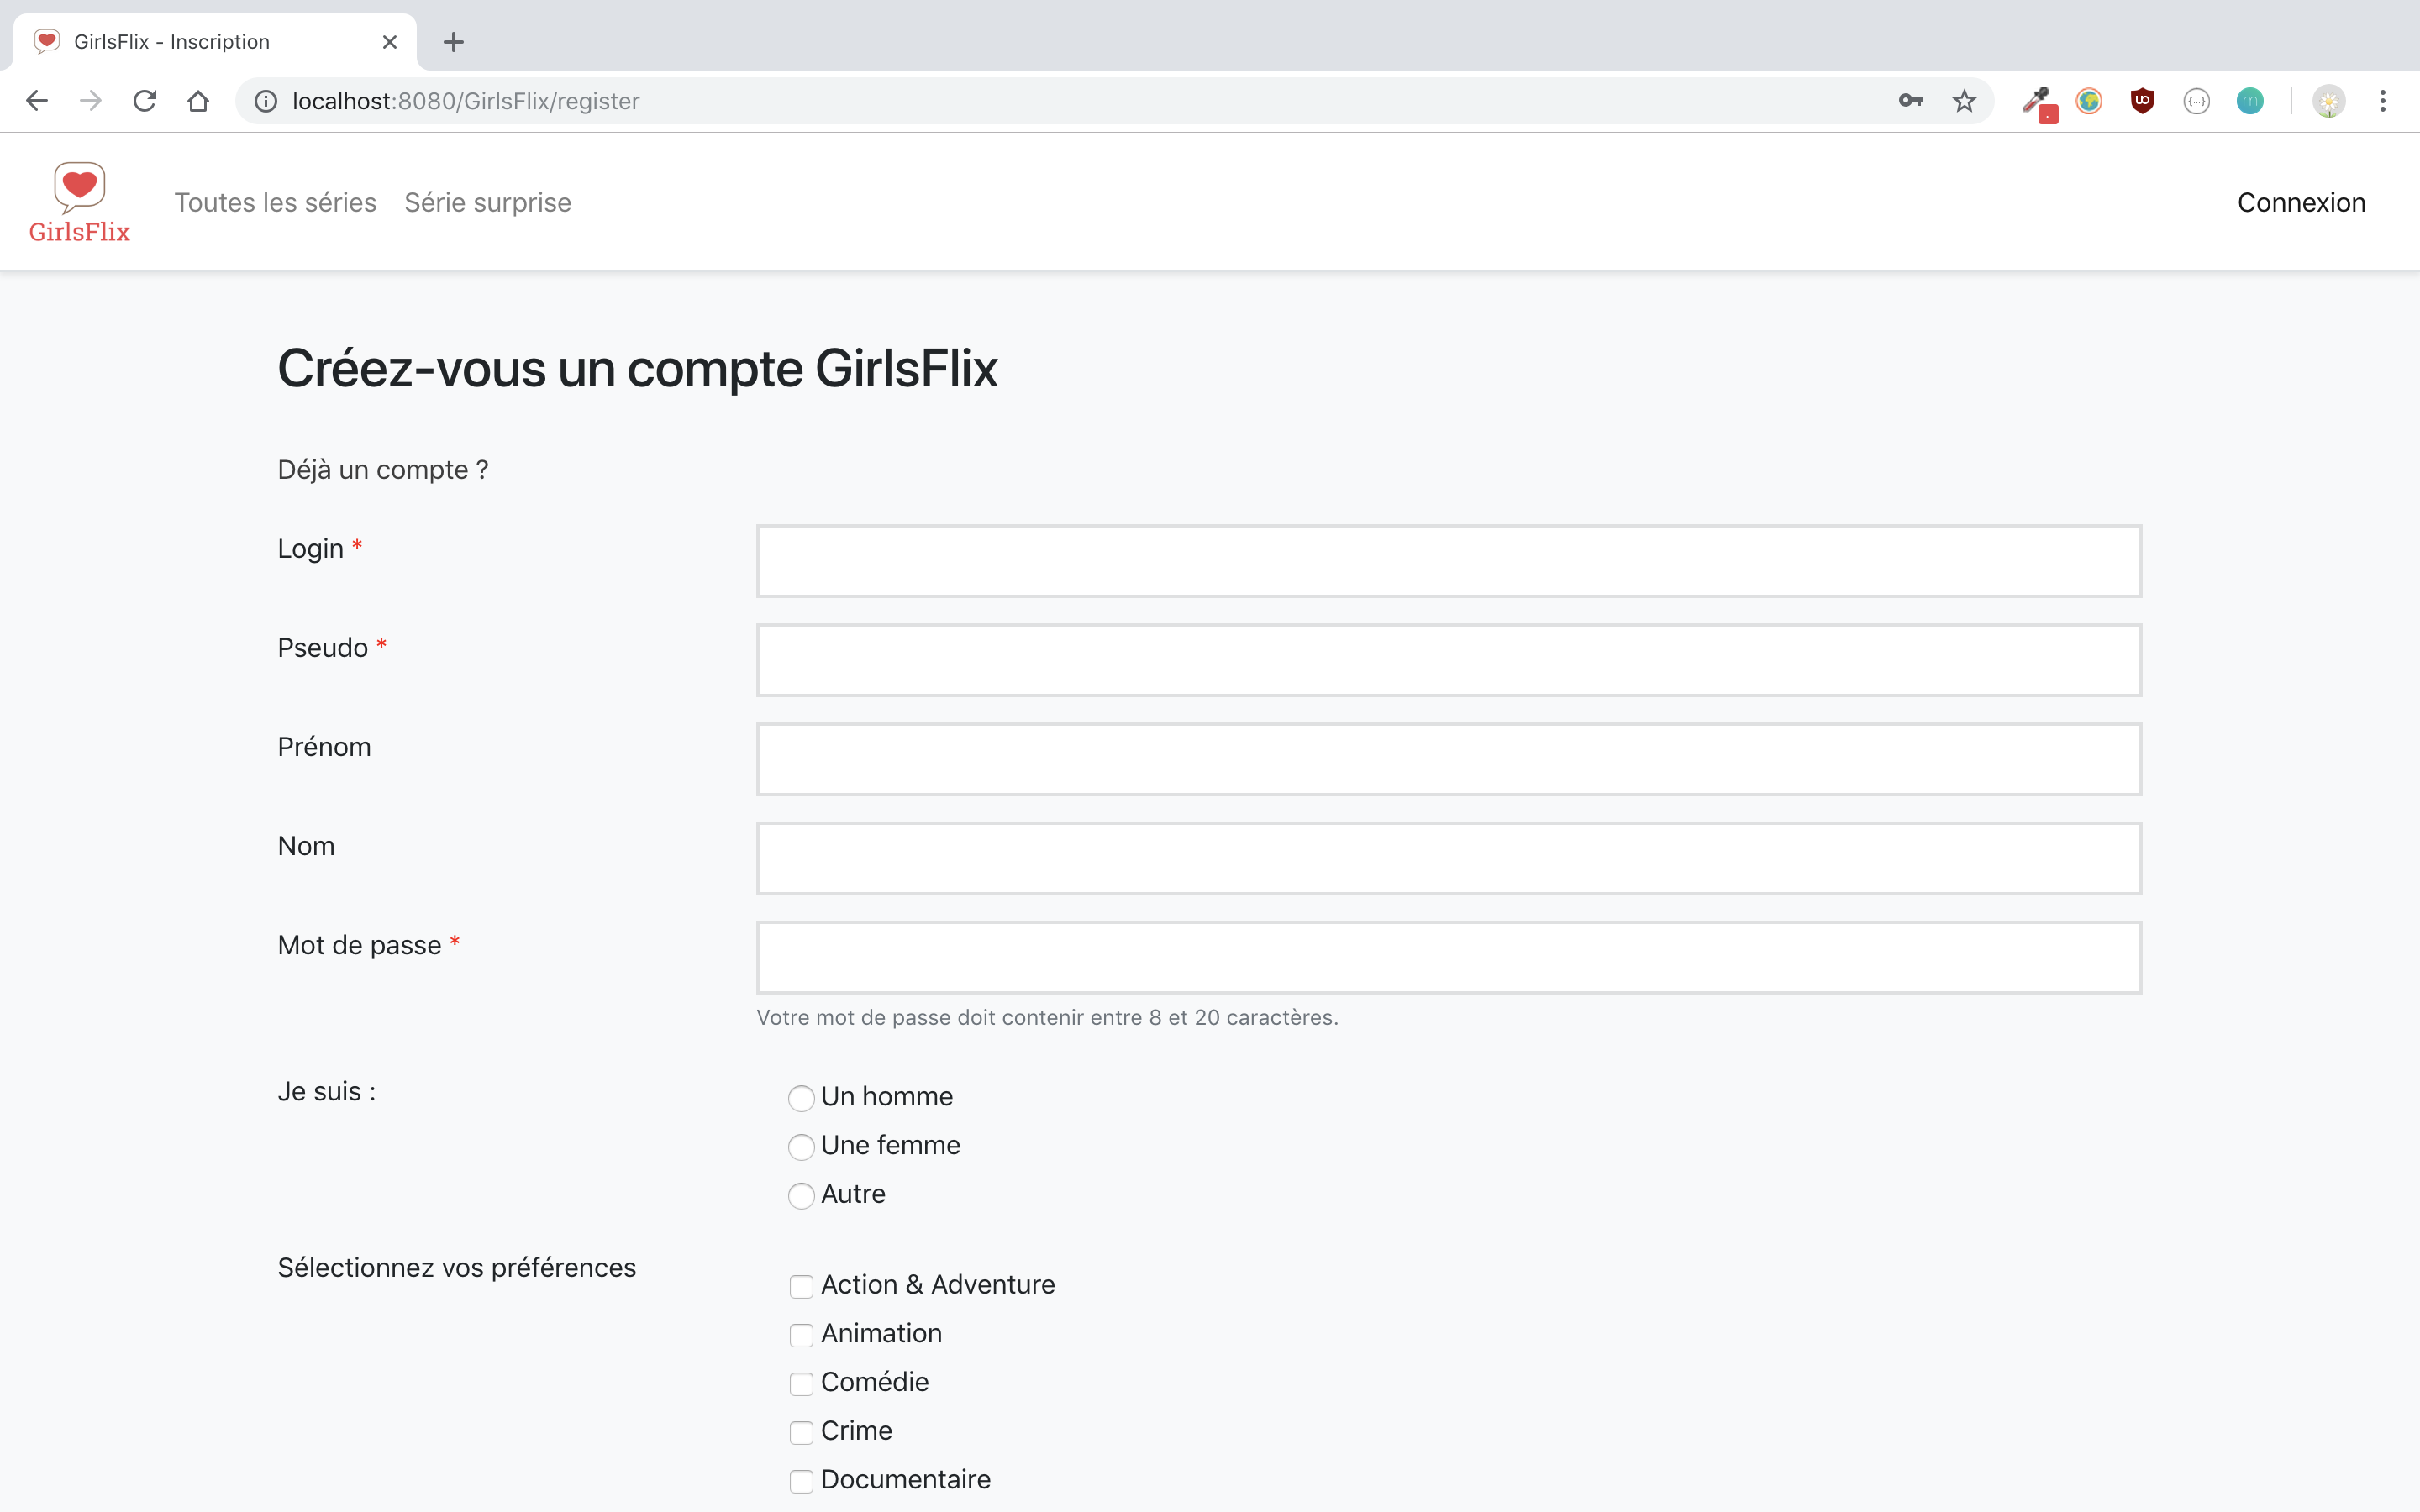 GirlsFlix - Inscription
localhost:8080/GirlsFlix/register
GirlsFlix
Toutes les séries
Série surprise
Connexion
Créez-vous un compte GirlsFlix
Déjà un compte ?
Login *
Pseudo *
Prénom
Nom
Mot de passe *
Votre mot de passe doit contenir entre 8 et 20 caractères.
Je suis :
Un homme
Une femme
Autre
Sélectionnez vos préférences
Action & Adventure
Animation
Comédie
Crime
Documentaire